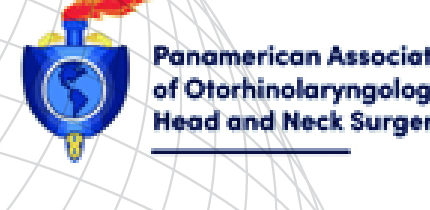 Panamerican Associat
of Otorhinolaryngolog
Head and Neck Surger